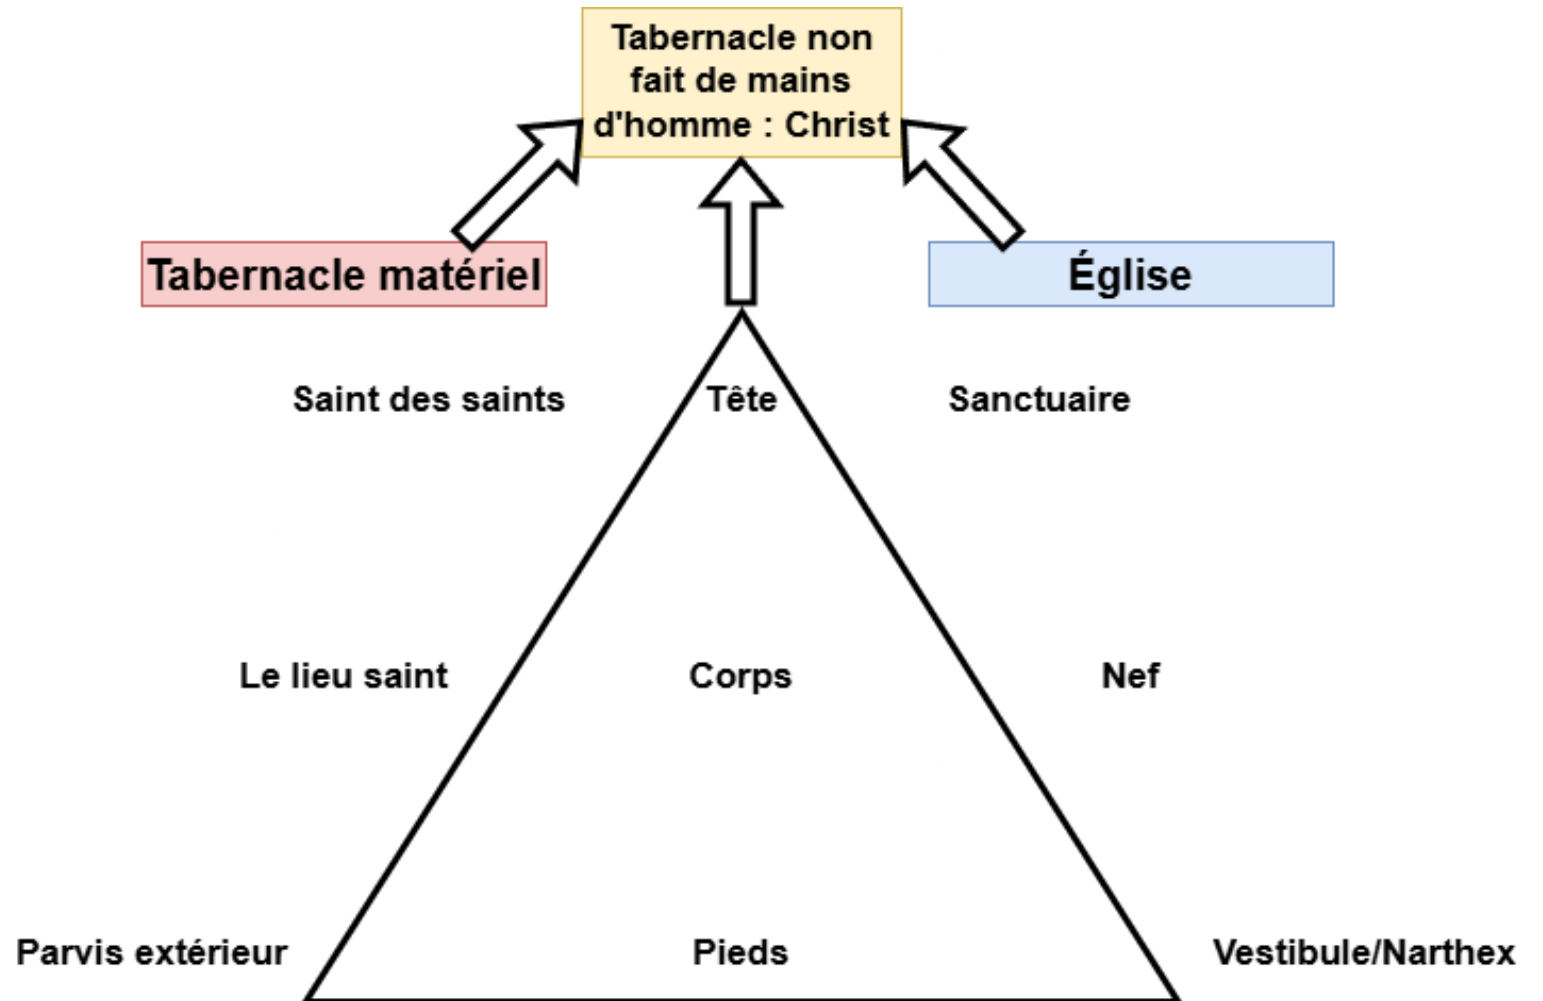 Tabernacle non
fait de mains
d'homme : Christ
Tabernacle matériel
Église
Saint des saints
Tête
Sanctuaire
Le lieu saint
Corps
Nef
Parvis extérieur
Pieds
Vestibule/Narthex